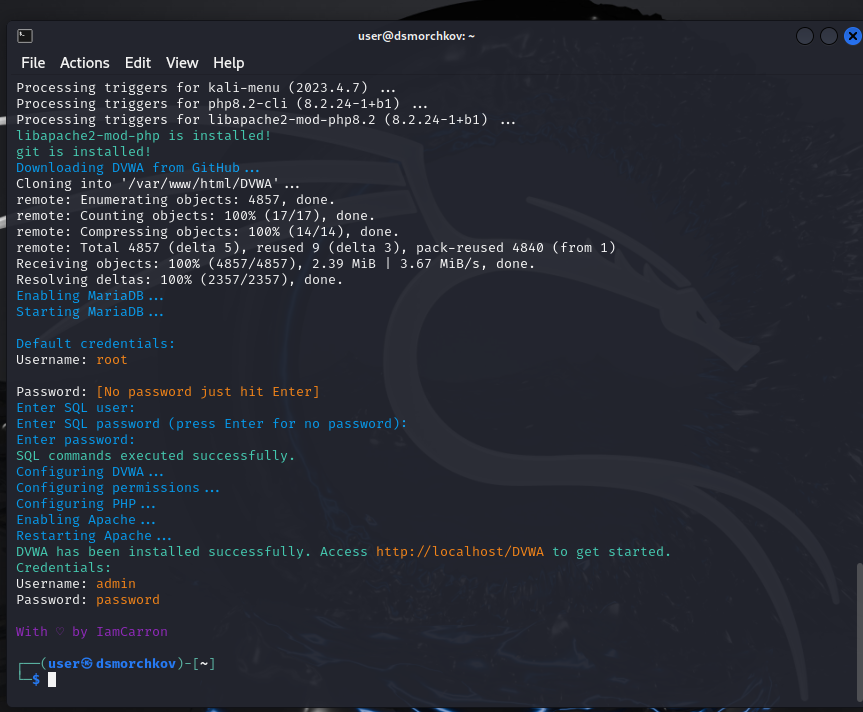 user@dsmorchkov: ~
File Actions Edit View Help
Processing triggers for kali-menu (2023.4.7) ...
Processing triggers for php8.2-cli (8.2.24-1+b1) ...
Processing triggers for libapache2-mod-php8.2 (8.2.24-1+b1) ...
libapache2-mod-php is installed!
git is installed!
Downloading DVWA from GitHub...
Cloning into '/var/www/html/DVWA'...
remote: Enumerating objects: 4857, done.
remote: Counting objects: 100% (17/17), done.
remote: Compressing objects: 100% (14/14), done.
remote: Total 4857 (delta 5), reused 9 (delta 3), pack-reused 4840 (from 1)
Receiving objects: 100% (4857/4857), 2.39 MiB | 3.67 MiB/s, done.
Resolving deltas: 100% (2357/2357), done.
Enabling MariaDB...
Starting MariaDB...
Default credentials:
Username: root
Password: [No password just hit Enter]
Enter SQL user:
Enter SQL password (press Enter for no password):
Enter password:
SQL commands executed successfully.
Configuring DVWA...
Configuring permissions...
Configuring PHP...
Enabling Apache...
Restarting Apache...
DVWA has been installed successfully. Access http://localhost/DVWA to get started.
Credentials:
Username: admin
Password: password
With ♡ by IamCarron
┌──(user㉿dsmorchkov)-[~]
└─$